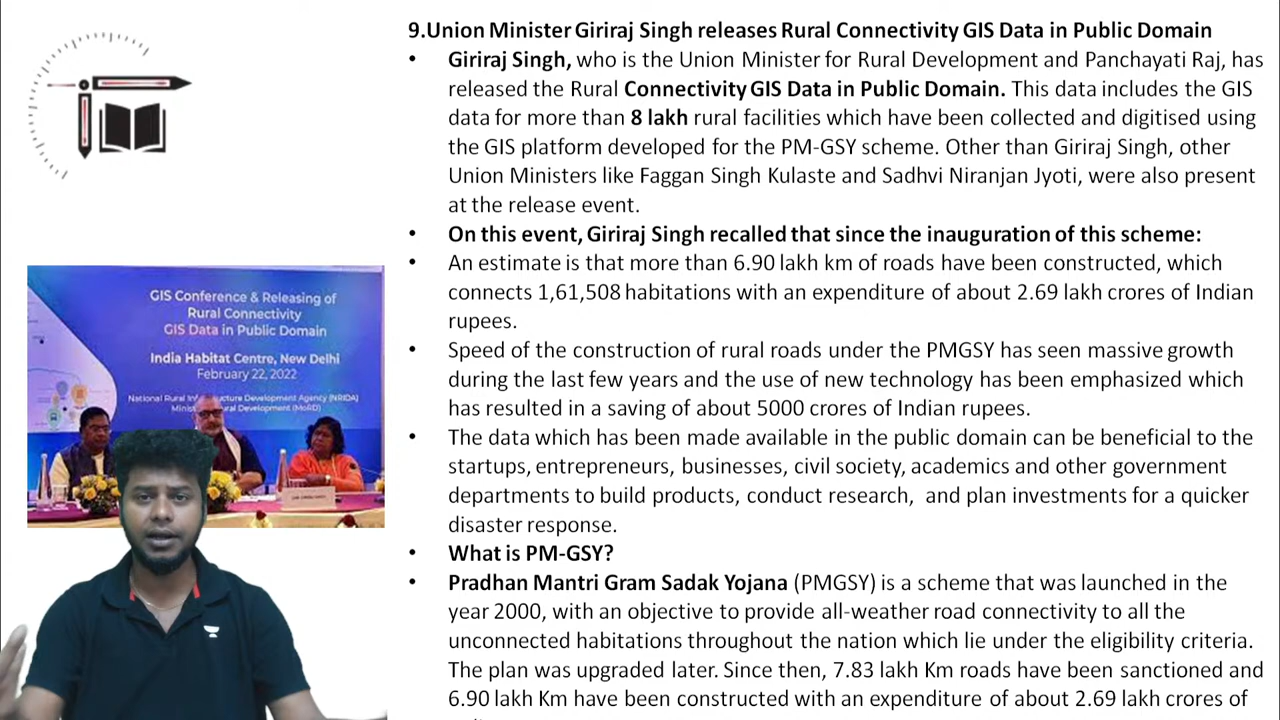 9.Union Minister Giriraj Singh releases Rural Connectivity GIS Data in Public Domain
• Giriraj Singh, who is the Union Minister for Rural Development and Panchayati Raj, has
released the Rural Connectivity GIS Data in Public Domain. This data includes the GIS
data for more than 8 lakh rural facilities which have been collected and digitised using
the GIS platform developed for the PM-GSY scheme. Other than Giriraj Singh, other
Union Ministers like Faggan Singh Kulaste and Sadhvi Niranjan Jyoti, were also present
at the release event.
• On this event, Giriraj Singh recalled that since the inauguration of this scheme:
• An estimate is that more than 6.90 lakh km of roads have been constructed, which
connects 1,61,508 habitations with an expenditure of about 2.69 lakh crores of Indian
rupees.
• Speed of the construction of rural roads under the PMGSY has seen massive growth
during the last few years and the use of new technology has been emphasized which
has resulted in a saving of about 5000 crores of Indian rupees.
• The data which has been made available in the public domain can be beneficial to the
startups, entrepreneurs, businesses, civil society, academics and other government
departments to build products, conduct research, and plan investments for a quicker
disaster response.
• What is PM-GSY?
• Pradhan Mantri Gram Sadak Yojana (PMGSY) is a scheme that was launched in the
year 2000, with an objective to provide all-weather road connectivity to all the
unconnected habitations throughout the nation which lie under the eligibility criteria.
The plan was upgraded later. Since then, 7.83 lakh Km roads have been sanctioned and
6.90 lakh Km have been constructed with an expenditure of about 2.69 lakh crores of
GIS Conference & Releasing of
Rural Connectivity
GIS Data in Public Domain
India Habitat Centre, New Delhi
February 22, 2022
National Rural Development Agency (NRIDA)
Development (MoRD)